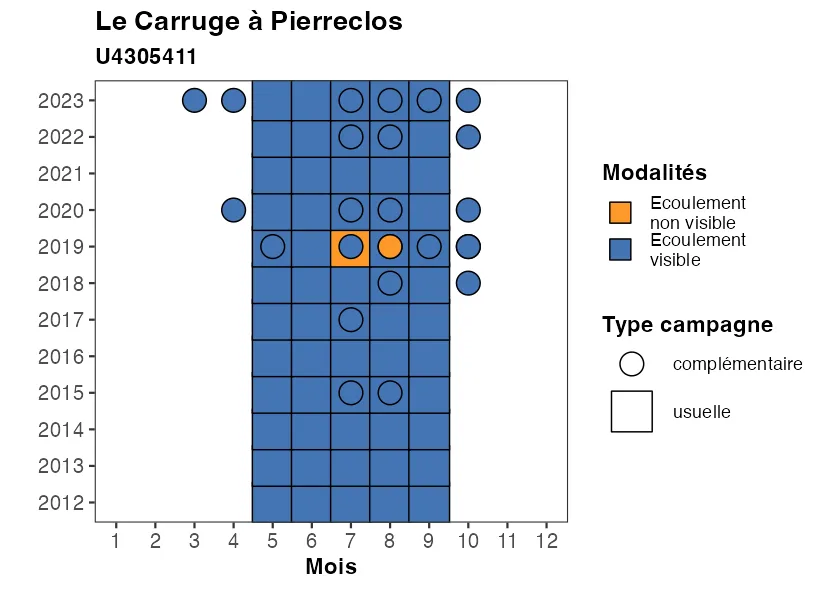 Le Carruge à Pierreclos
U4305411
2023
2022
2021
2020
2019
2018
2017
2016
2015
2014
2013
2012
1 2 3 4 5 6 7 8 9 10 11 12
Mois
Modalités
Ecoulement
non visible
Ecoulement
visible
Type campagne
complémentaire
usuelle